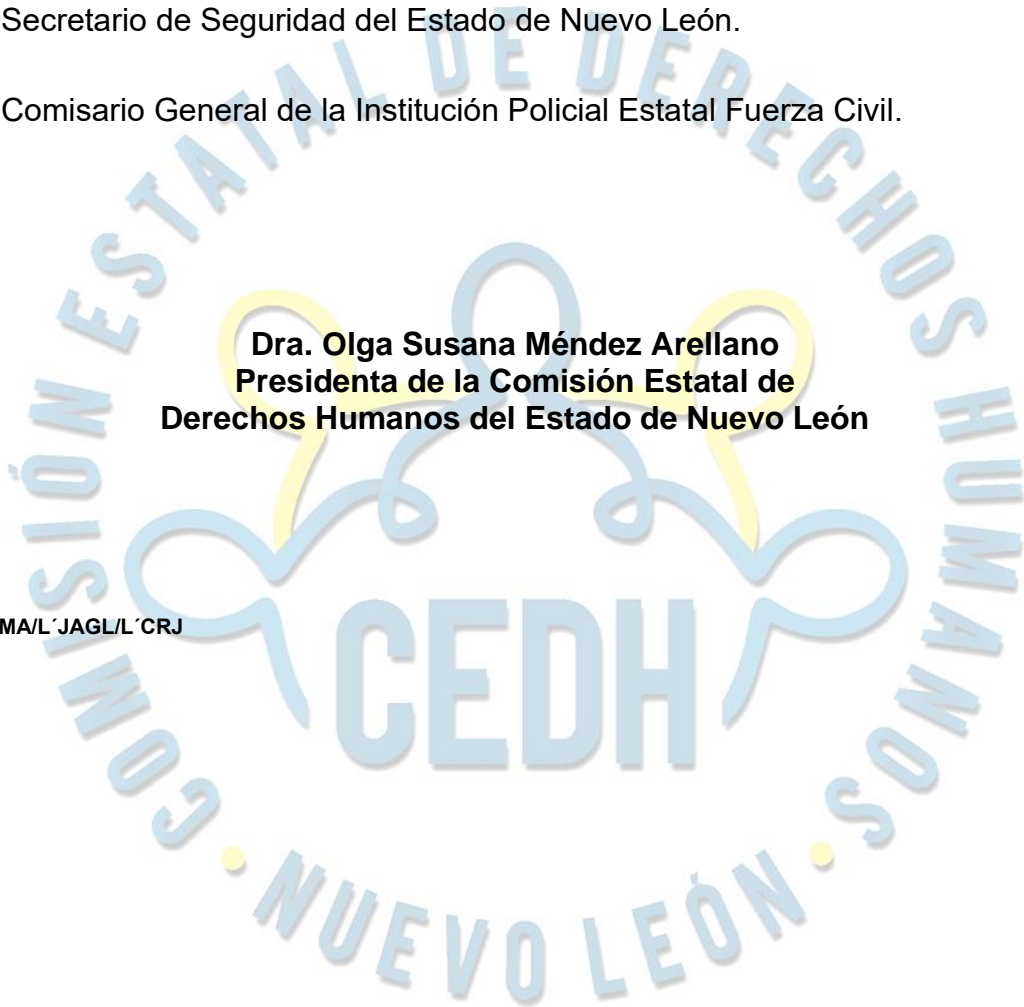 Secretario de Seguridad del Estado de Nuevo León.
Comisario General de la Institución Policial Estatal Fuerza Civil.
Dra. Olga Susana Méndez Arellano
Presidenta de la Comisión Estatal de
Derechos Humanos del Estado de Nuevo León
MA/L´JAGL/L´CRJ
COMISIÓN ESTATAL DE DERECHOS HUMANOS
CEDH
• NUEVO LEÓN •